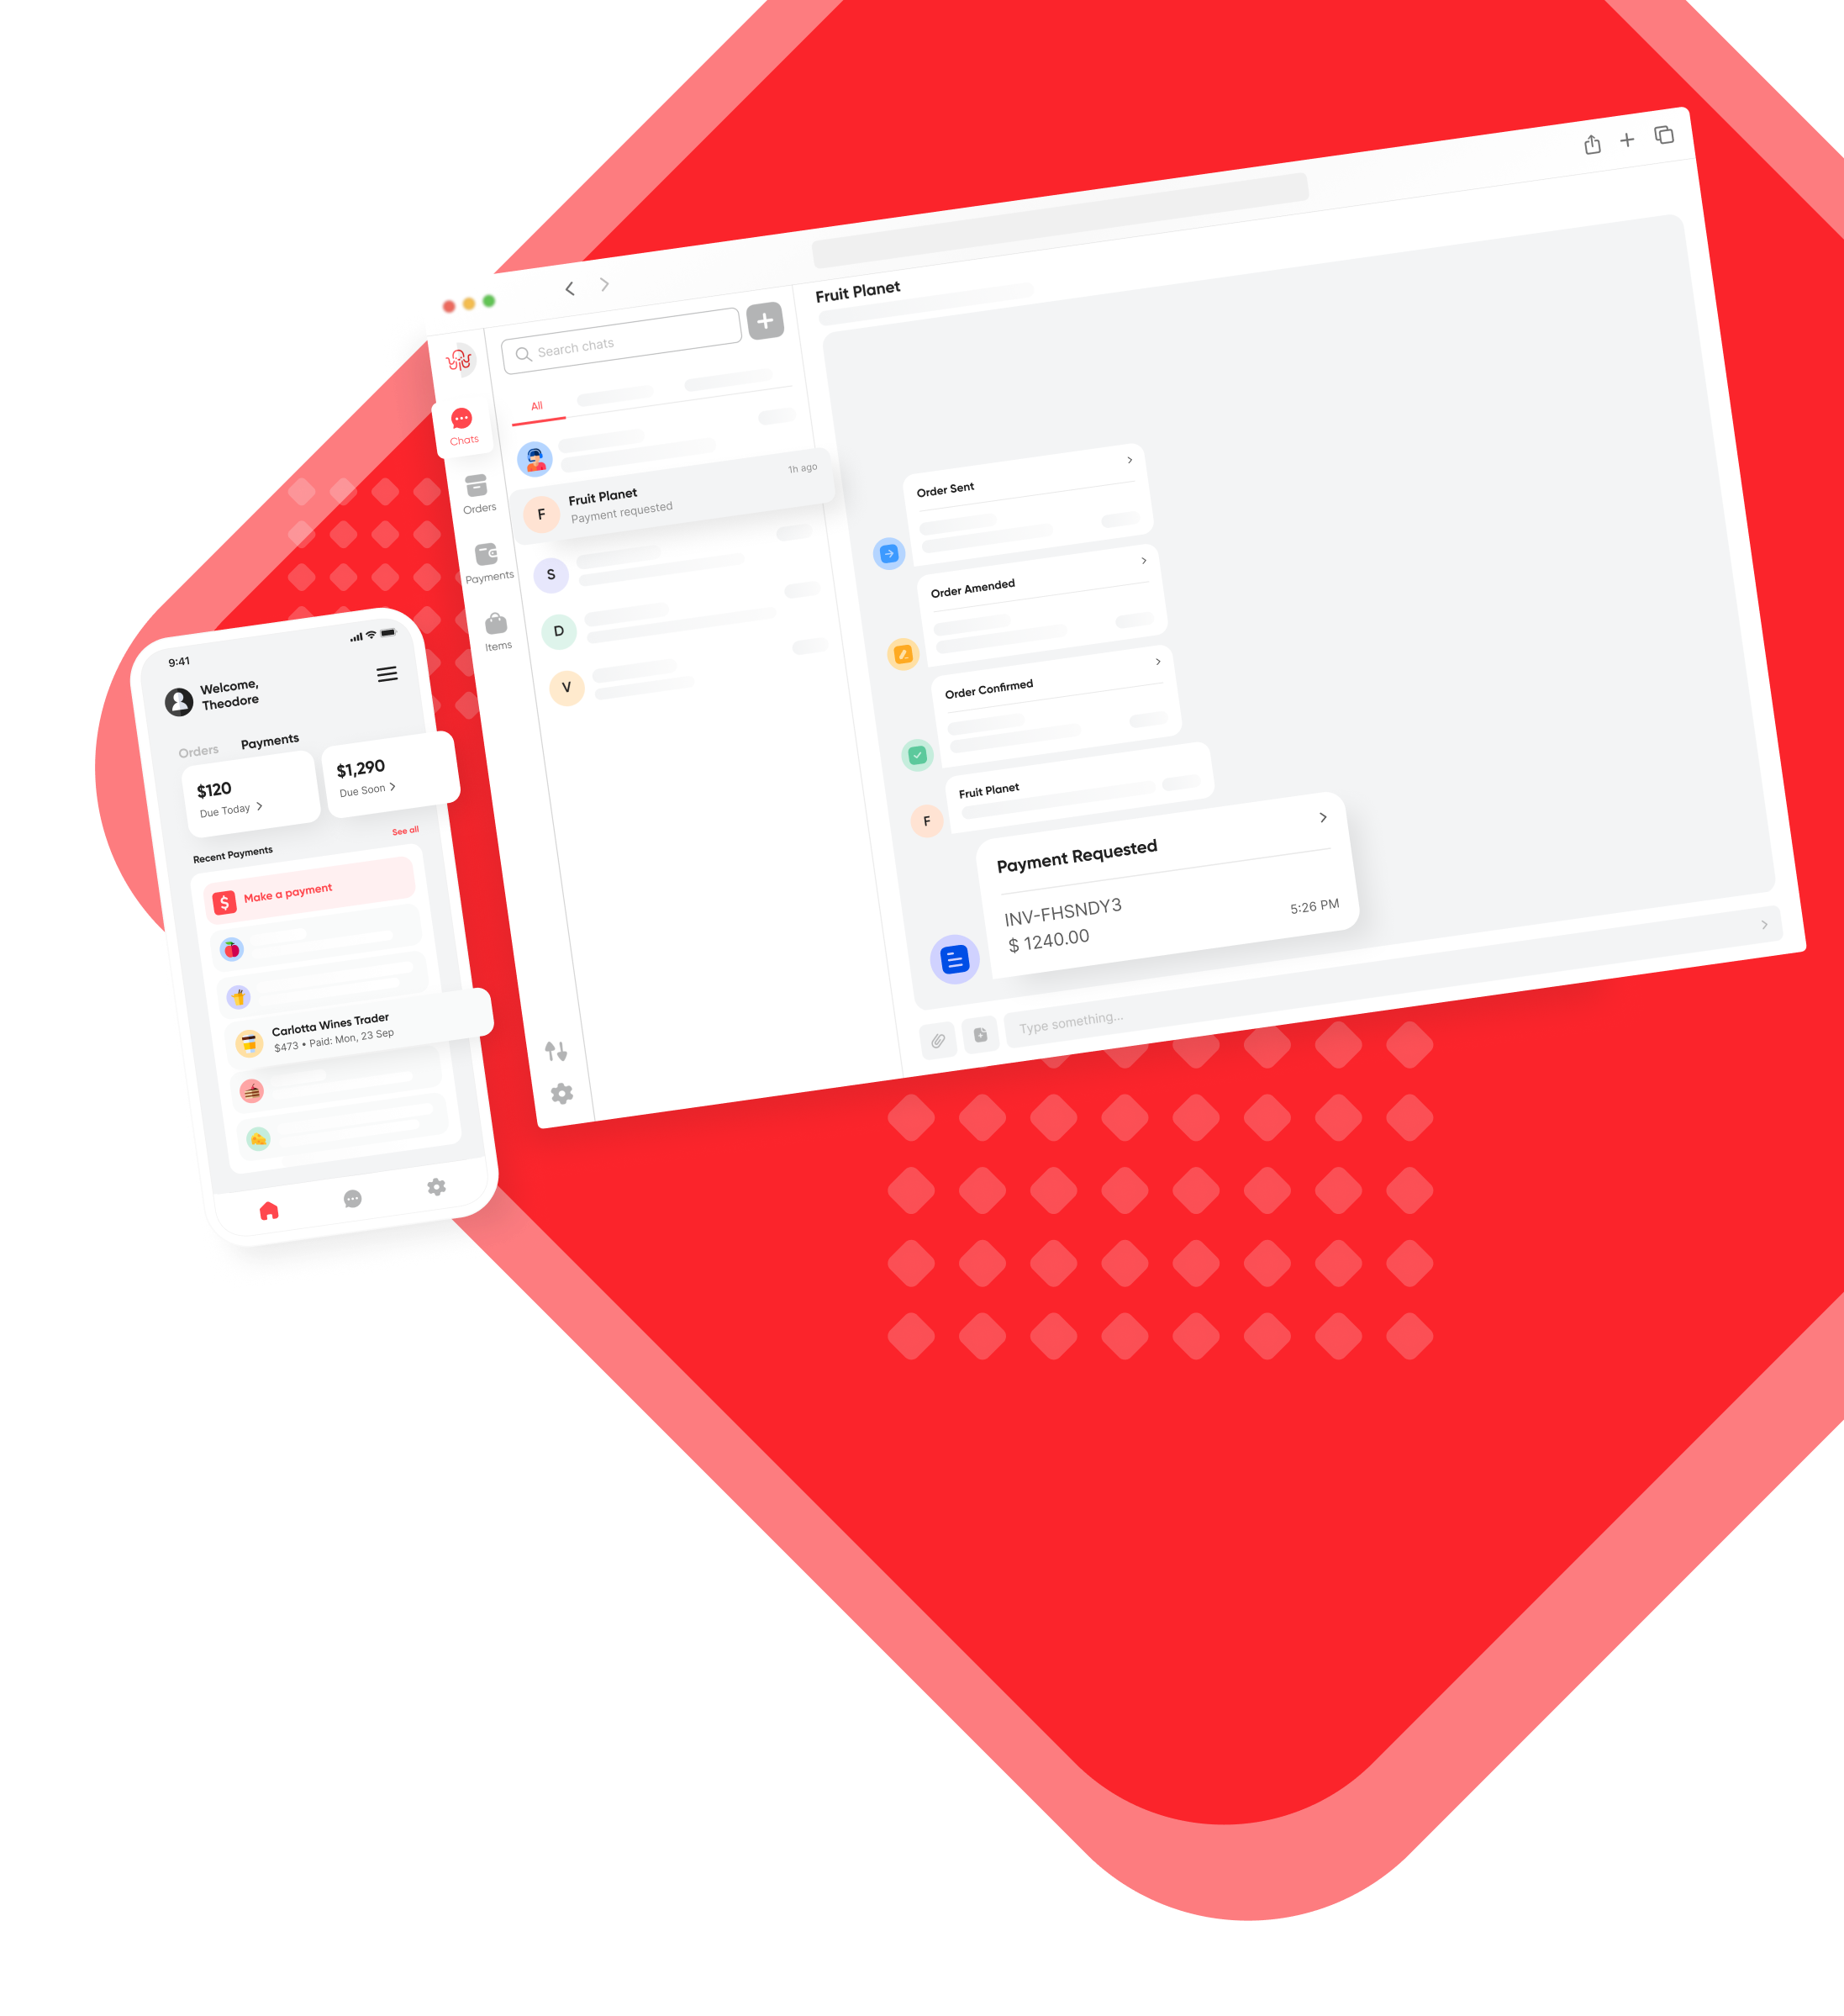 Fruit Planet
Search chats
All
Chats
Orders
Payments
Items
1h ago
Fruit Planet
Payment requested
F
S
D
V
Order Sent
Order Amended
Order Confirmed
Fruit Planet
F
Payment Requested
INV-FHSNDY3
$ 1240.00
5:26 PM
Type something...
9:41
Welcome,
Theodore
Orders
Payments
$120
Due Today
$1,290
Due Soon
See all
Recent Payments
$
Make a payment
Carlotta Wines Trader
$473 • Paid: Mon, 23 Sep